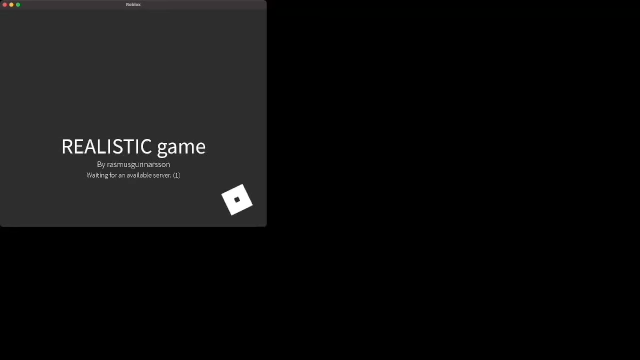 Roblox
REALISTIC game
By rasmusgunnarsson
Waiting for an available server. (1)